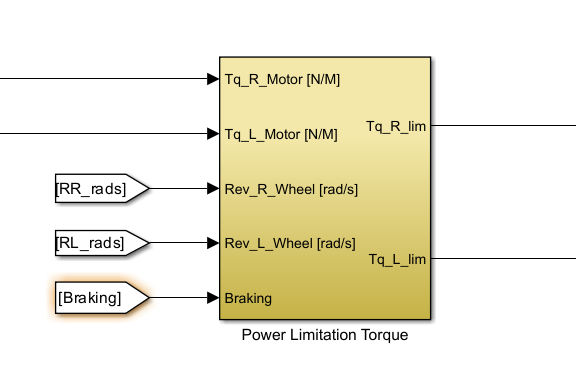 Tq_R_Motor [N/M]
Tq_R_lim
Tq_L_Motor [N/M]
[RR_rads]
Rev_R_Wheel [rad/s]
[RL_rads]
Rev_L_Wheel [rad/s]
Tq_L_lim
[Braking]
Braking
Power Limitation Torque